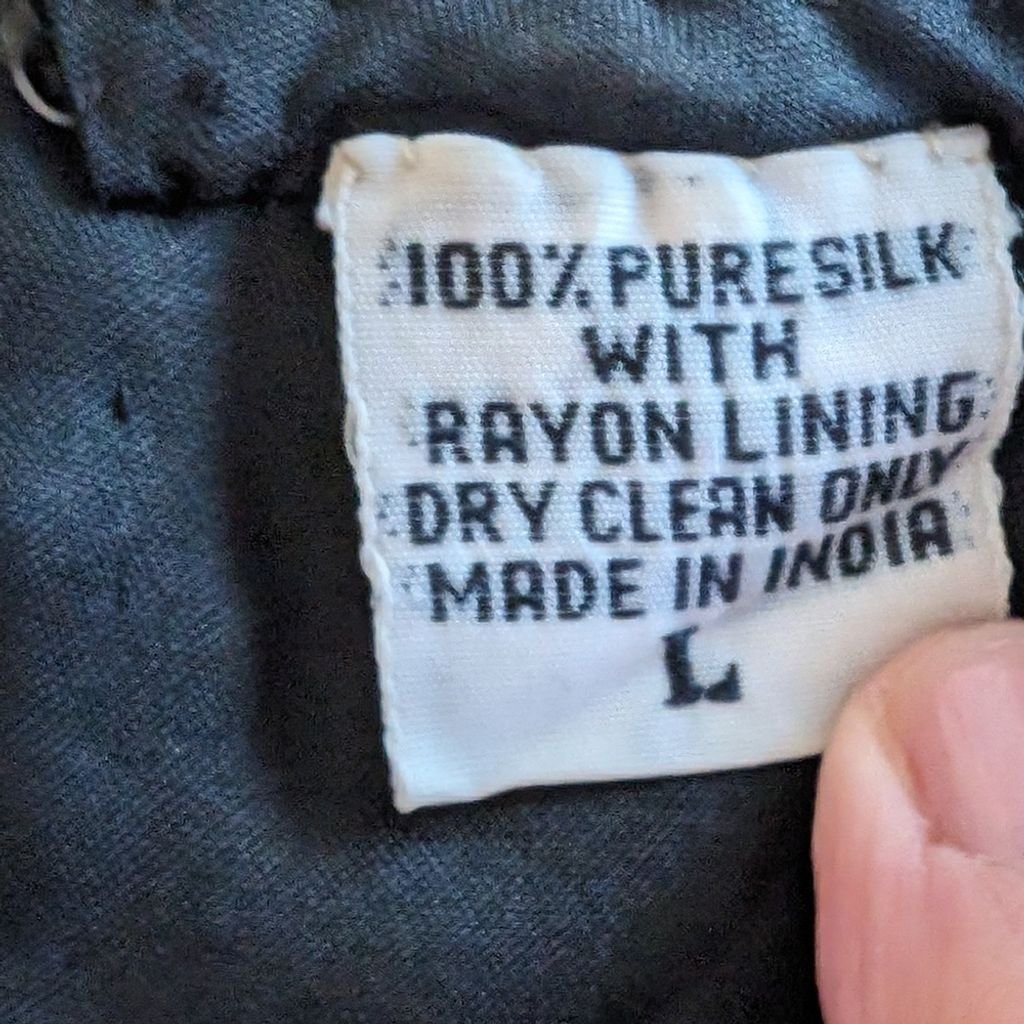 100% PURE SILK
WITH
RAYON LINING
DRY CLEAN ONLY
MADE IN INDIA
L